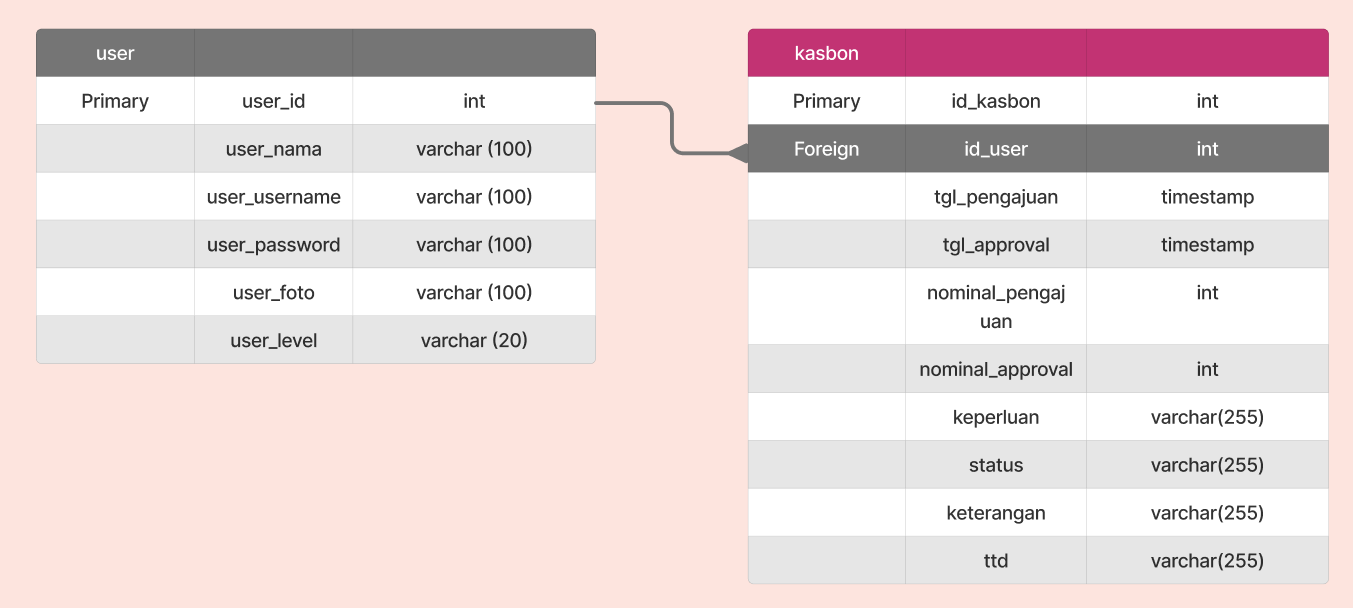 user
Primary user_id int
user_nama varchar (100)
user_username varchar (100)
user_password varchar (100)
user_foto varchar (100)
user_level varchar (20)
kasbon
Primary id_kasbon int
Foreign id_user int
tgl_pengajuan timestamp
tgl_approval timestamp
nominal_pengaj int
uan
nominal_approval int
keperluan varchar(255)
status varchar(255)
keterangan varchar(255)
ttd varchar(255)